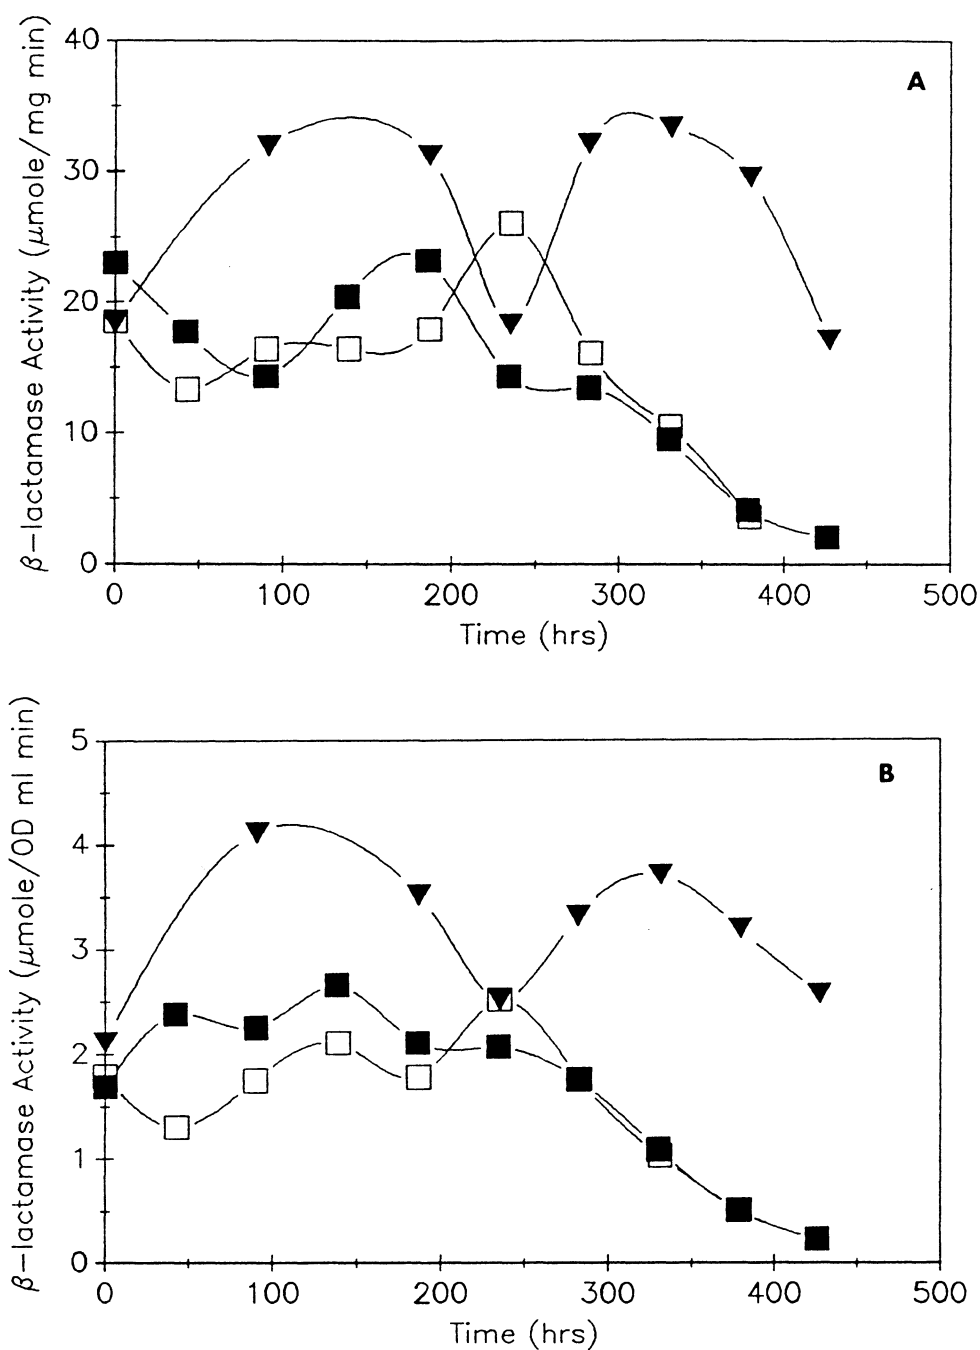 β-lactamase Activity (μmole/mg min)
40
30
20
10
0
A
0 100 200 300 400 500
Time (hrs)
β-lactamase Activity (μmole/OD ml min)
5
4
3
2
1
0
B
0 100 200 300 400 500
Time (hrs)